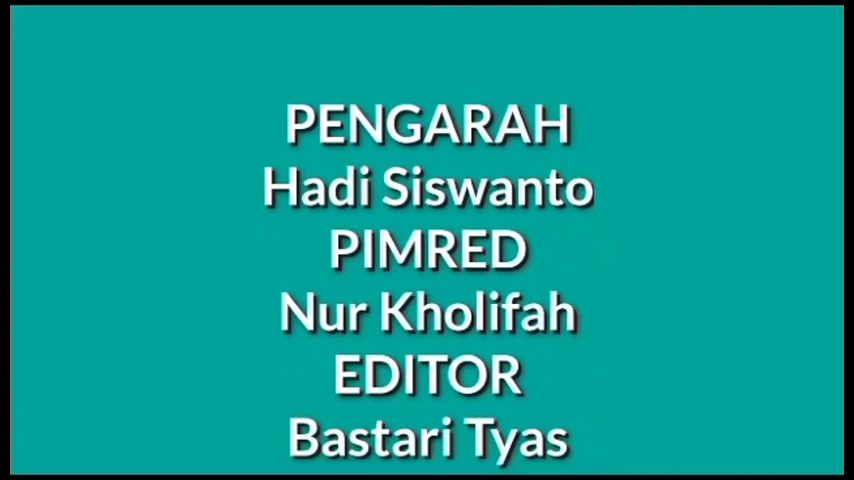 PENGARAH
Hadi Siswanto
PIMRED
Nur Kholifah
EDITOR
Bastari Tyas